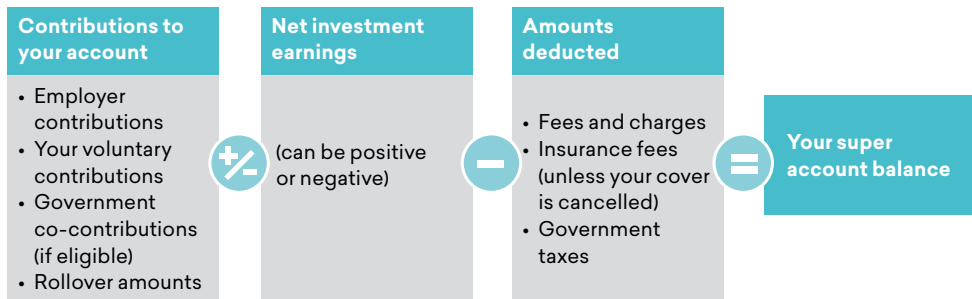 Contributions to
your account
• Employer
contributions
• Your voluntary
contributions
• Government
co-contributions
(if eligible)
• Rollover amounts
+/-
Net investment
earnings
(can be positive
or negative)
−
Amounts
deducted
• Fees and charges
• Insurance fees
(unless your cover
is cancelled)
• Government
taxes
=
Your super
account balance